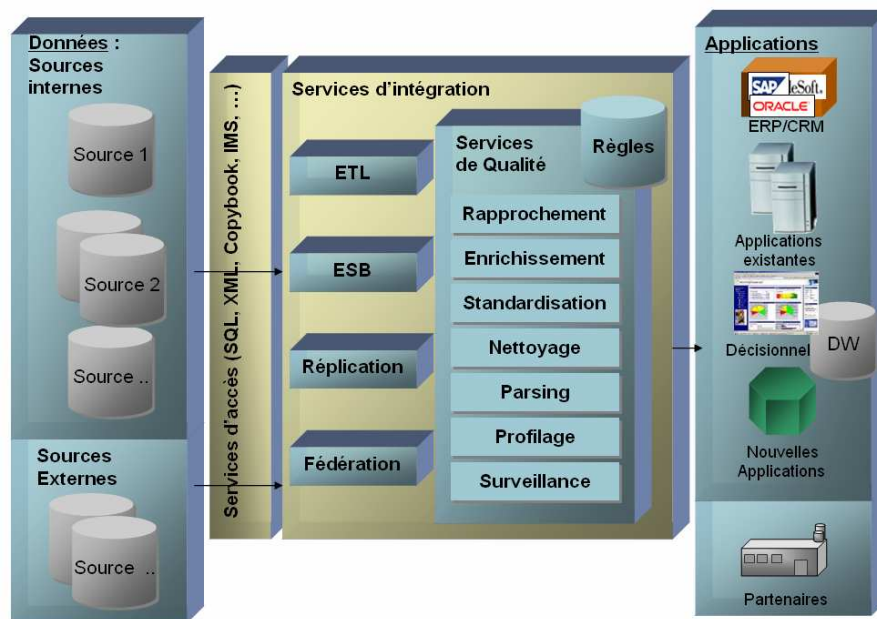 Données :
Sources
internes
Source 1
Source 2
Source ..
Sources
Externes
Source ..
Services d'accès (SQL, XML, Copybook, IMS, ...)
Services d'intégration
ETL
ESB
Réplication
Fédération
Services
de Qualité
Règles
Rapprochement
Enrichissement
Standardisation
Nettoyage
Parsing
Profilage
Surveillance
Applications
SAP
leSoft.
ORACLE
ERP/CRM
Applications
existantes
Décisionnel
DW
Nouvelles
Applications
Partenaires